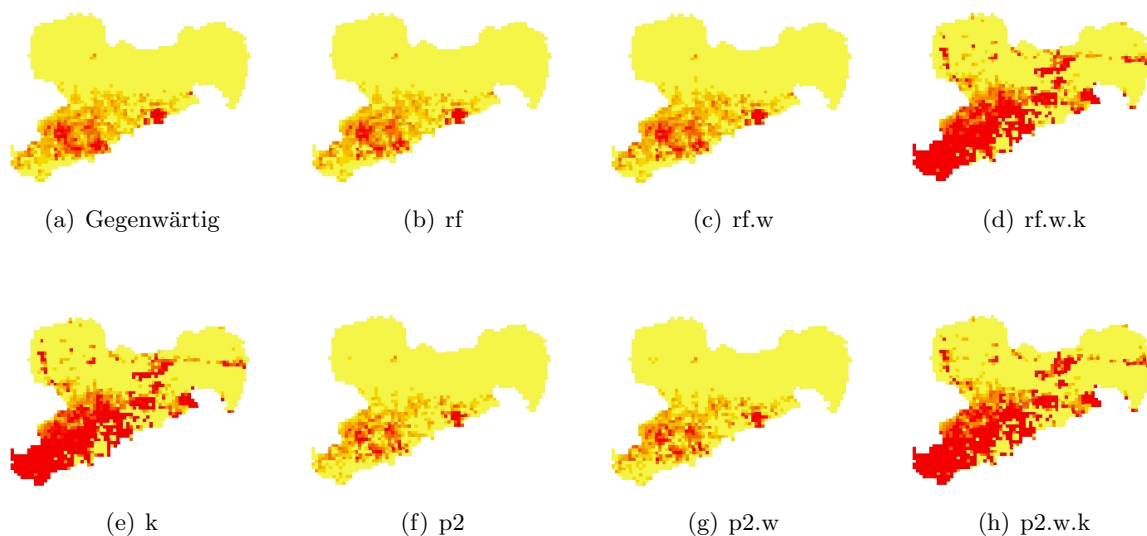 (a) Gegenwärtig
(b) rf
(c) rf.w
(d) rf.w.k
(e) k
(f) p2
(g) p2.w
(h) p2.w.k